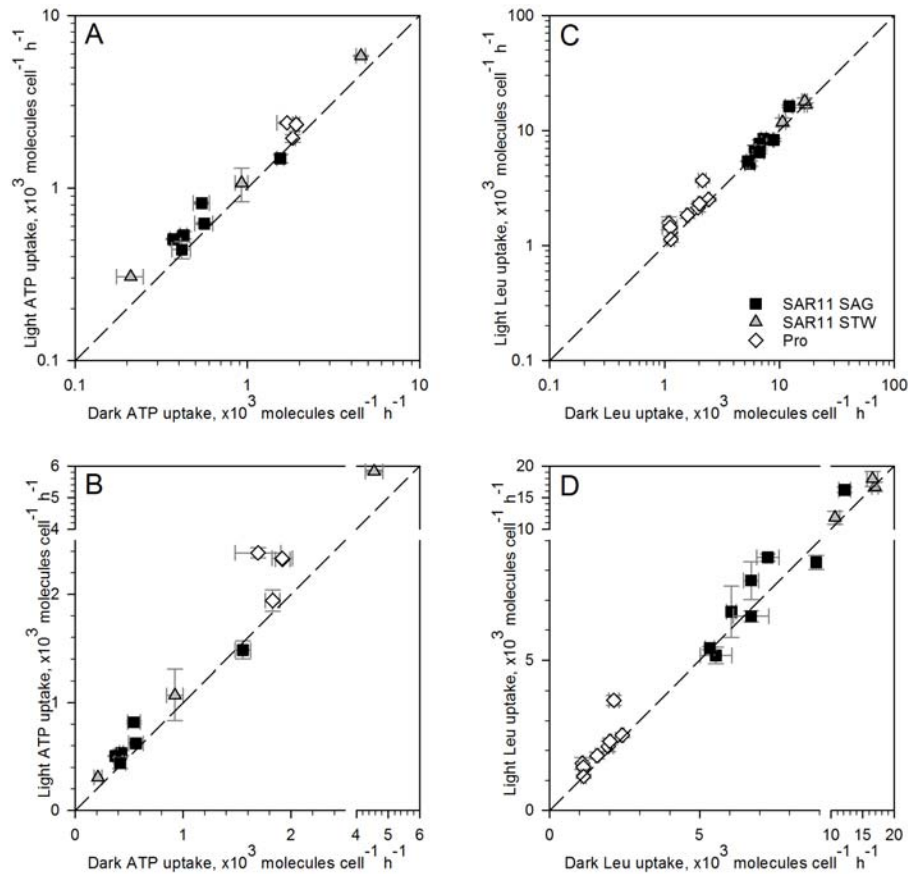 A
10
1
0.1
0.1 1 10
Light ATP uptake, x10³ molecules cell⁻¹ h⁻¹
Dark ATP uptake, x10³ molecules cell⁻¹ h⁻¹
C
100
10
1
0.1
0.1 1 10 100
Light Leu uptake, x10³ molecules cell⁻¹ h⁻¹
Dark Leu uptake, x10³ molecules cell⁻¹ h⁻¹
SAR11 SAG
SAR11 STW
Pro
B
6
5
4
2
1
0
0 1 2 4 5 6
Light ATP uptake, x10³ molecules cell⁻¹ h⁻¹
Dark ATP uptake, x10³ molecules cell⁻¹ h⁻¹
D
20
15
10
5
0
0 5 10 15 20
Light Leu uptake, x10³ molecules cell⁻¹ h⁻¹
Dark Leu uptake, x10³ molecules cell⁻¹ h⁻¹